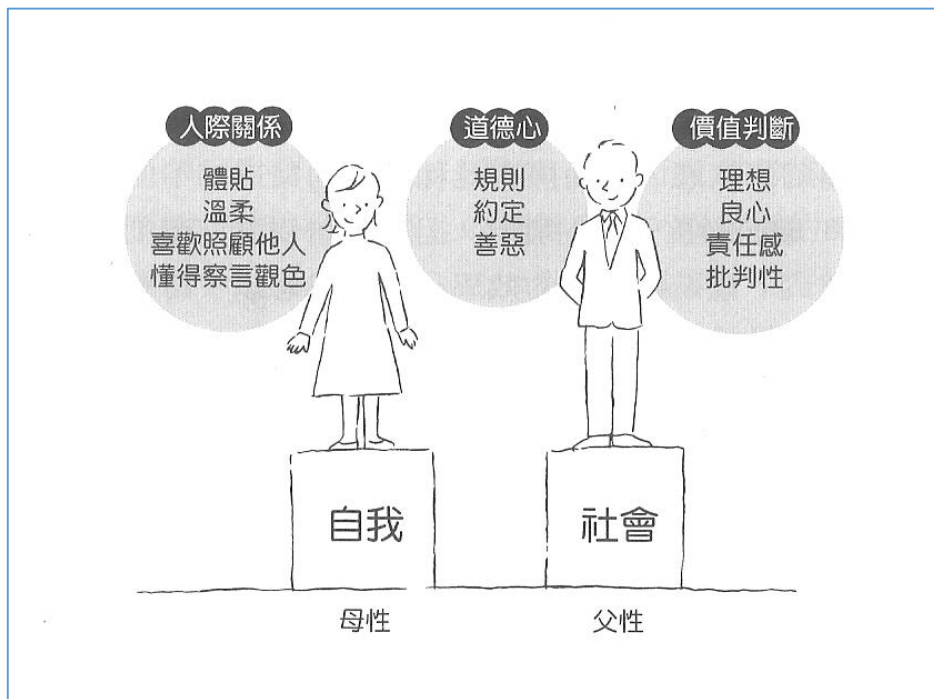 人際關係
體貼
溫柔
喜歡照顧他人
懂得察言觀色
道德心
規則
約定
善惡
價值判斷
理想
良心
責任感
批判性
自我
社會
母性
父性